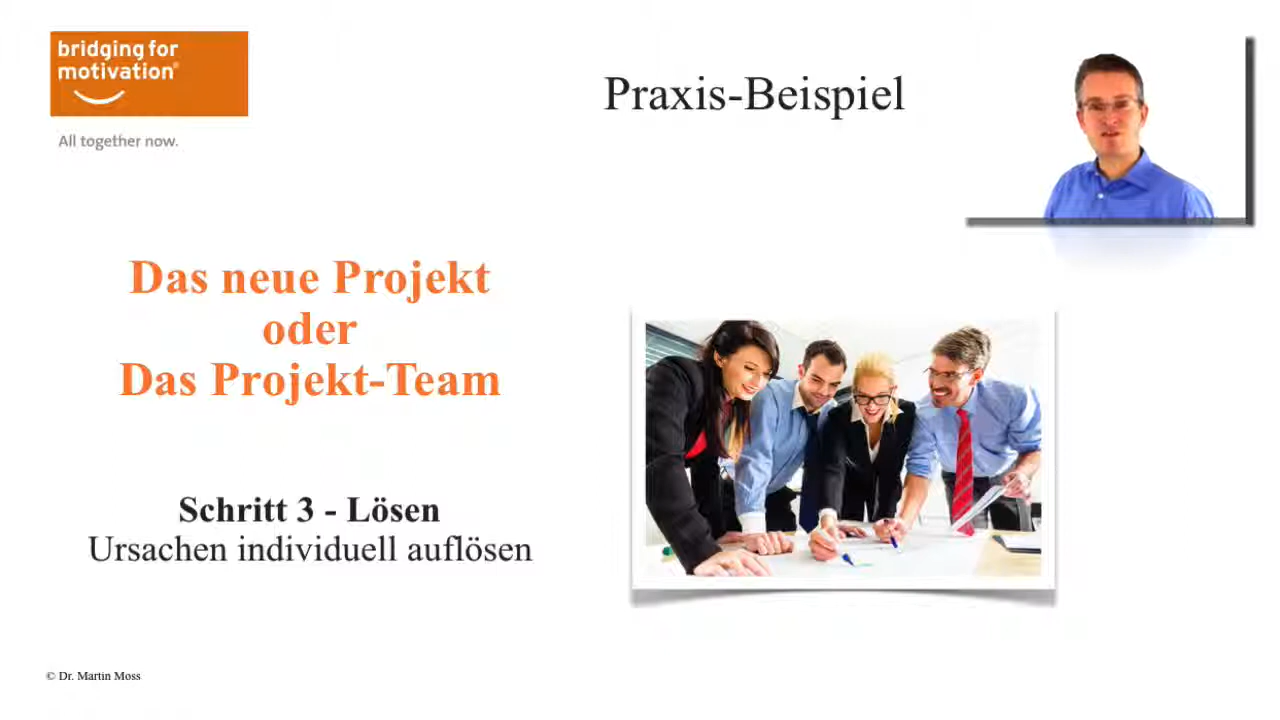 bridging for
motivation®
All together now.
Praxis-Beispiel
Das neue Projekt
oder
Das Projekt-Team
Schritt 3 - Lösen
Ursachen individuell auflösen
© Dr. Martin Moss